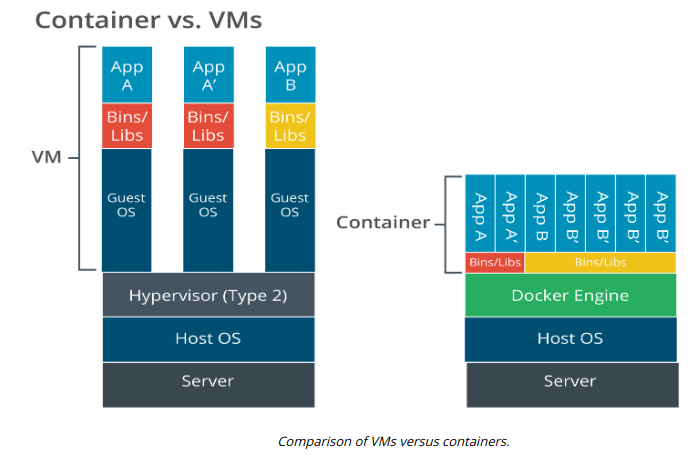 Container vs. VMs
VM
App
A
App
A'
App
B
Bins/
Libs
Bins/
Libs
Bins/
Libs
Guest
OS
Guest
OS
Guest
OS
Hypervisor (Type 2)
Host OS
Server
Container
App A
App A'
App B
App B'
App B'
App B'
App B'
Bins/Libs
Bins/Libs
Docker Engine
Host OS
Server
Comparison of VMs versus containers.